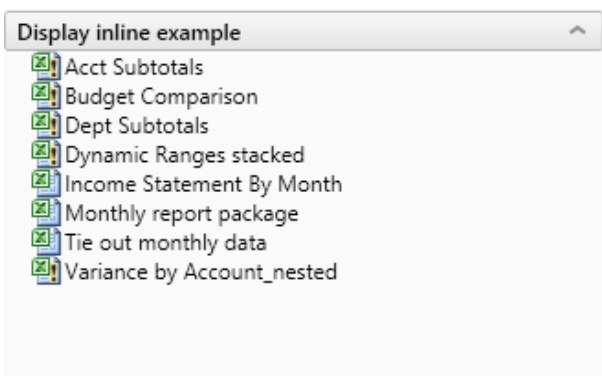 Display inline example
Acct Subtotals
Budget Comparison
Dept Subtotals
Dynamic Ranges stacked
Income Statement By Month
Monthly report package
Tie out monthly data
Variance by Account_nested